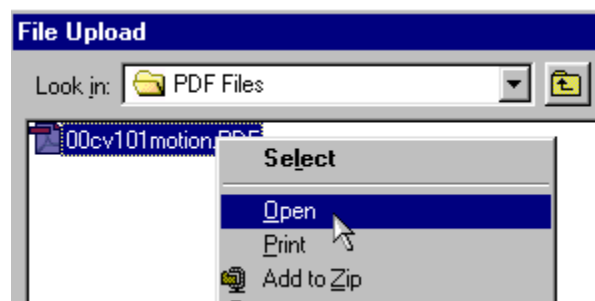 File Upload
Look in: PDF Files
00cv101motion.PDF
Select
Open
Print
Add to Zip